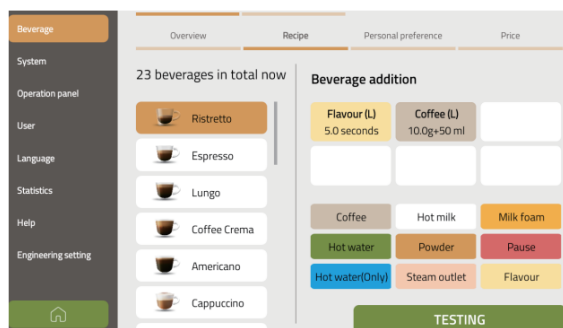 Beverage
System
Operation panel
User
Language
Statistics
Help
Engineering setting
Overview
Recipe
Personal preference
Price
23 beverages in total now
Ristretto
Espresso
Lungo
Coffee Crema
Americano
Cappuccino
Beverage addition
Flavour (L)
5.0 seconds
Coffee (L)
10.0g+50 ml
Coffee
Hot milk
Milk foam
Hot water
Powder
Pause
Hot water(Only)
Steam outlet
Flavour
TESTING